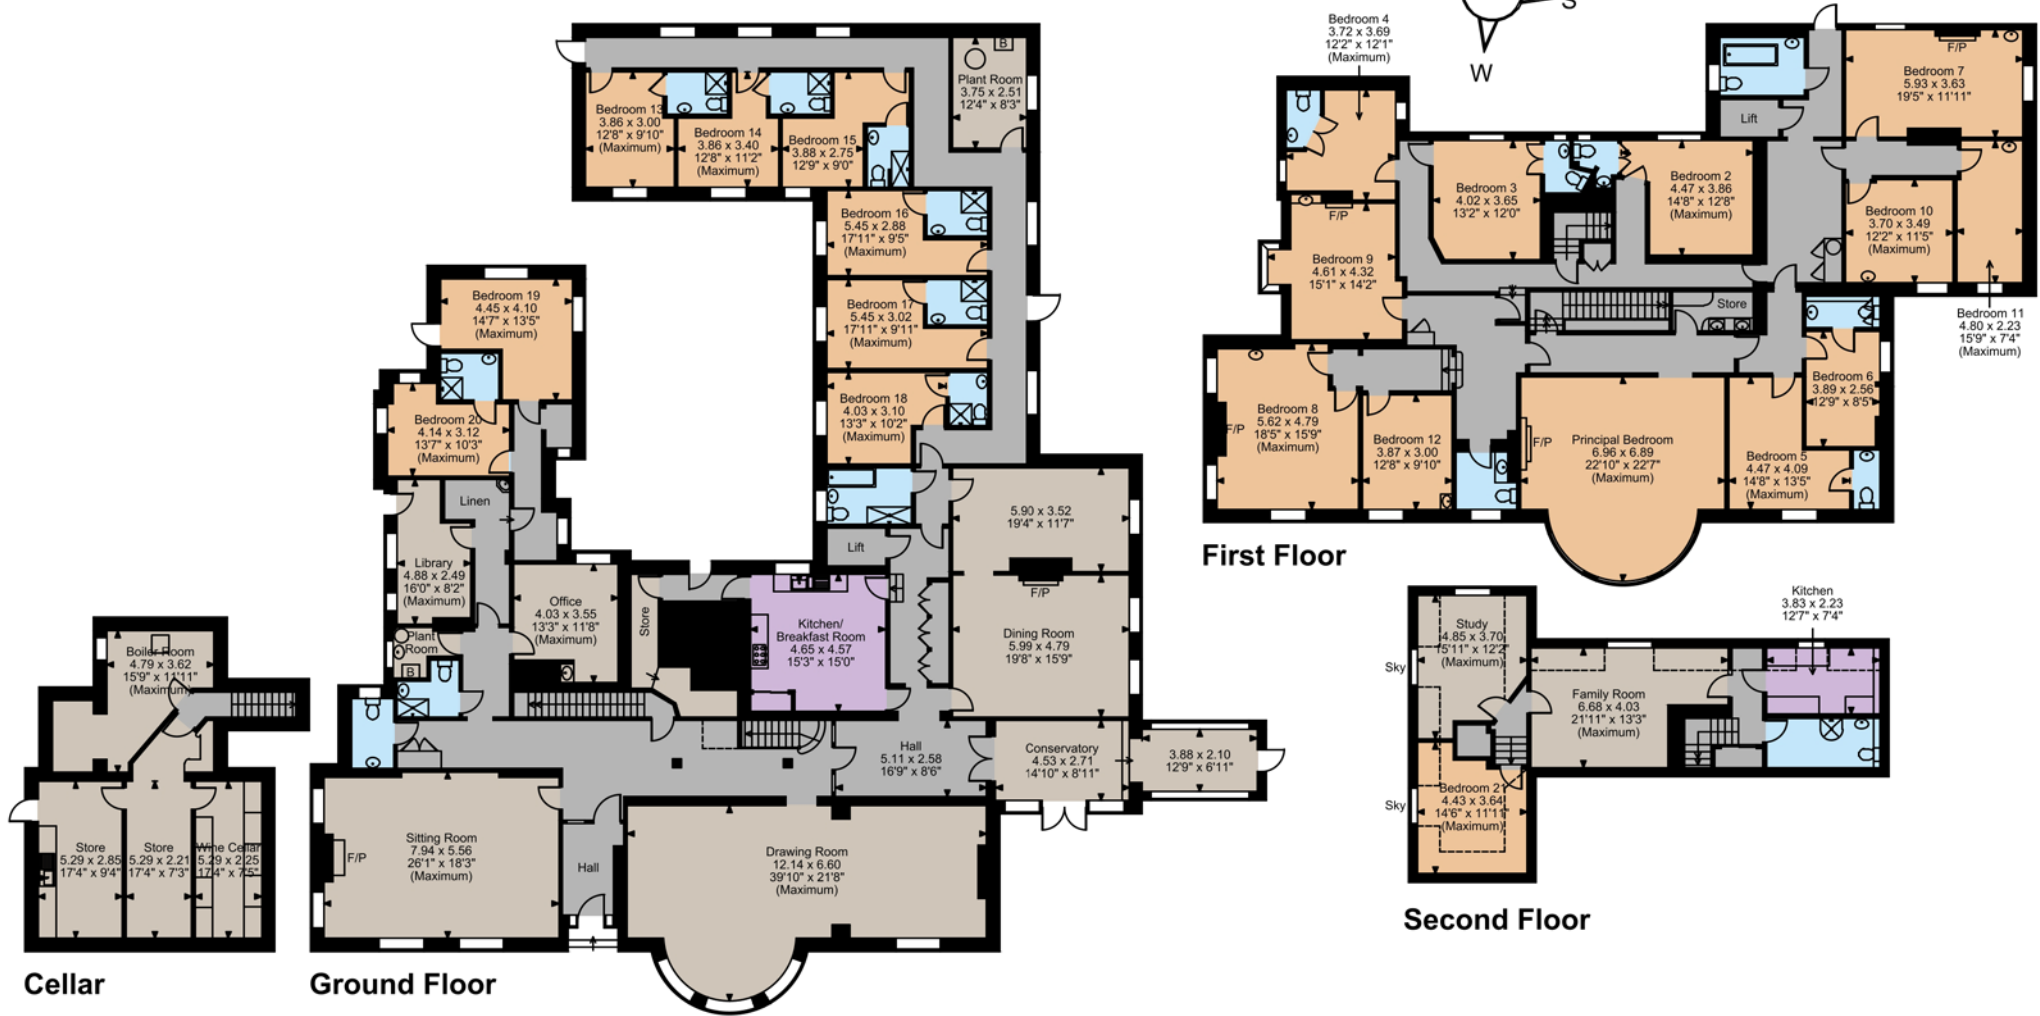 Boiler Room
4.79 x 3.62
15'9" x 11'11"
(Maximum)
Store
5.29 x 2.85
17'4" x 9'4"
Store
5.29 x 2.21
17'4" x 7'3"
Wine Cellar
5.29 x 2.25
17'4" x 7'5"
Cellar
Bedroom 13
3.86 x 3.00
12'8" x 9'10"
(Maximum)
Bedroom 14
3.86 x 3.40
12'8" x 11'2"
(Maximum)
Bedroom 15
3.88 x 2.75
12'9" x 9'0"
B
Plant Room
3.75 x 2.51
12'4" x 8'3"
Bedroom 16
5.45 x 2.88
17'11" x 9'5"
(Maximum)
Bedroom 17
5.45 x 3.02
17'11" x 9'11"
(Maximum)
Bedroom 18
4.03 x 3.10
13'3" x 10'2"
(Maximum)
Bedroom 19
4.45 x 4.10
14'7" x 13'5"
(Maximum)
Bedroom 20
4.14 x 3.12
13'7" x 10'3"
(Maximum)
Linen
Library
4.88 x 2.49
16'0" x 8'2"
(Maximum)
Plant
Room
B
Office
4.03 x 3.55
13'3" x 11'8"
(Maximum)
Store
Kitchen/
Breakfast Room
4.65 x 4.57
15'3" x 15'0"
Lift
5.90 x 3.52
19'4" x 11'7"
F/P
Dining Room
5.99 x 4.79
19'8" x 15'9"
Hall
5.11 x 2.58
16'9" x 8'6"
Conservatory
4.53 x 2.71
14'10" x 8'11"
3.88 x 2.10
12'9" x 6'11"
Sitting Room
7.94 x 5.56
26'1" x 18'3"
(Maximum)
F/P
Hall
Drawing Room
12.14 x 6.60
39'10" x 21'8"
(Maximum)
Ground Floor
S
W
Bedroom 4
3.72 x 3.69
12'2" x 12'1"
(Maximum)
Bedroom 3
4.02 x 3.65
13'2" x 12'0"
Bedroom 2
4.47 x 3.86
14'8" x 12'8"
(Maximum)
Lift
F/P
Bedroom 7
5.93 x 3.63
19'5" x 11'11"
Bedroom 10
3.70 x 3.49
12'2" x 11'5"
(Maximum)
Bedroom 11
4.80 x 2.23
15'9" x 7'4"
(Maximum)
F/P
Bedroom 9
4.61 x 4.32
15'1" x 14'2"
Store
Bedroom 8
5.62 x 4.79
18'5" x 15'9"
(Maximum)
F/P
Bedroom 12
3.87 x 3.00
12'8" x 9'10"
F/P
Principal Bedroom
6.96 x 6.89
22'10" x 22'7"
(Maximum)
Bedroom 6
3.89 x 2.56
12'9" x 8'5"
Bedroom 5
4.47 x 4.09
14'8" x 13'5"
(Maximum)
First Floor
Study
4.85 x 3.70
15'11" x 12'2"
(Maximum)
Sky
Family Room
6.68 x 4.03
21'11" x 13'3"
(Maximum)
Kitchen
3.83 x 2.23
12'7" x 7'4"
Sky
Bedroom 21
4.43 x 3.64
14'6" x 11'11"
(Maximum)
Second Floor